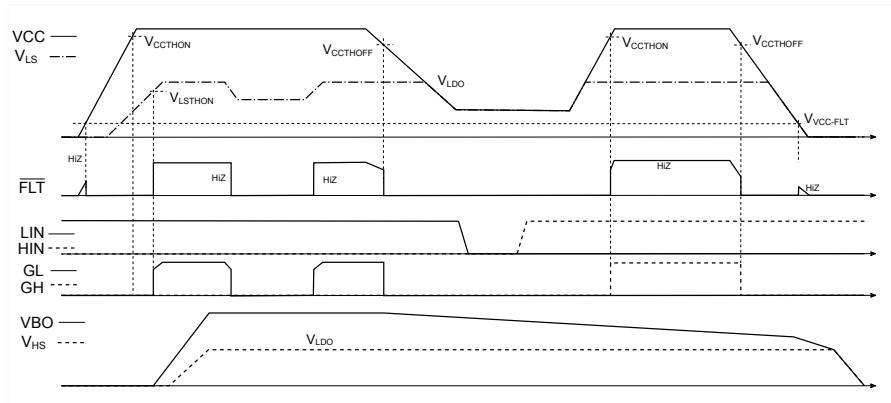 VCC
VCCTHON
VCCTHOFF
VCCTHON
VCCTHOFF
VLS
VLDO
VLSTHON
VVCC-FLT
HiZ
HiZ
HiZ
HiZ
HiZ
FLT
LIN
HIN
GL
GH
VBO
VHS
VLDO